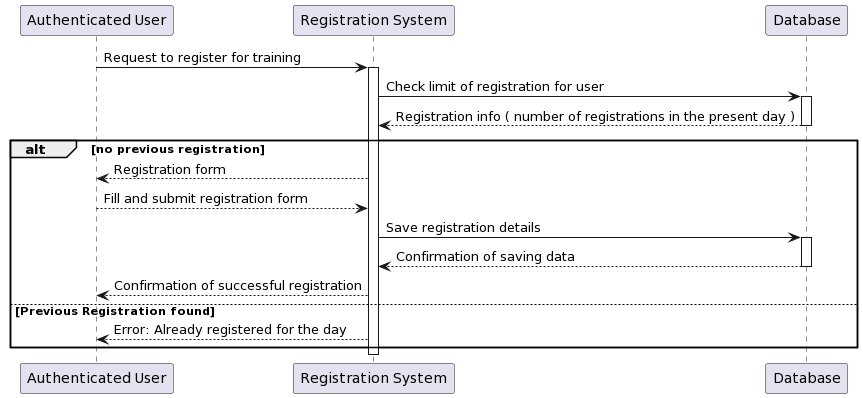 Authenticated User
Registration System
Database
Request to register for training
Check limit of registration for user
Registration info ( number of registrations in the present day )
alt
[no previous registration]
Registration form
Fill and submit registration form
Save registration details
Confirmation of saving data
Confirmation of successful registration
[Previous Registration found]
Error: Already registered for the day
Authenticated User
Registration System
Database